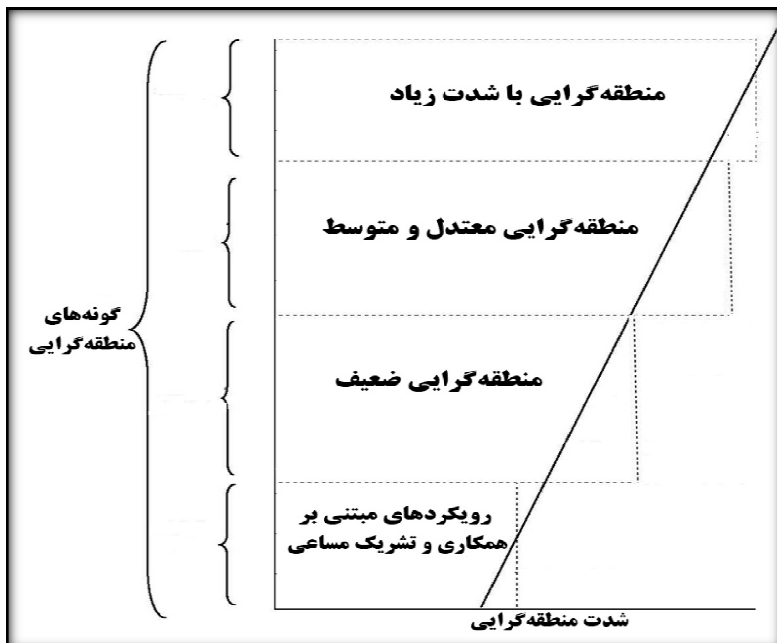 منطقه‌گرایی با شدت زیاد
منطقه‌گرایی معتدل و متوسط
گونه‌های
منطقه‌گرایی
منطقه‌گرایی ضعیف
رویکردهای مبتنی بر
همکاری و تشریک مساعی
شدت منطقه‌گرایی